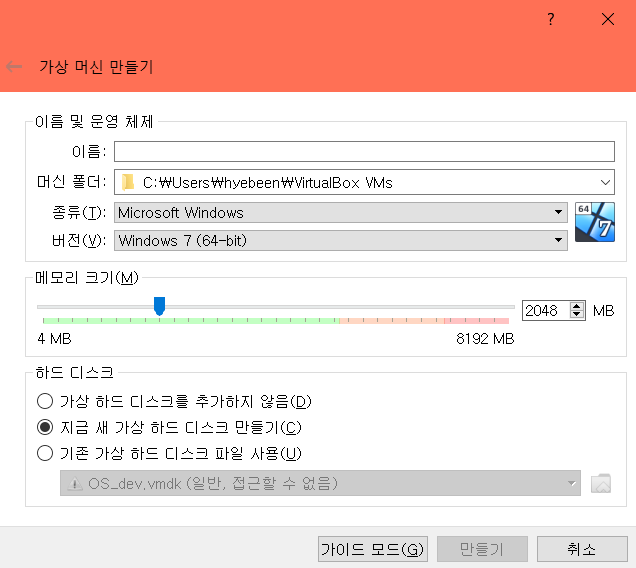 ?
가상 머신 만들기
이름 및 운영 체제
이름:
머신 폴더: C:₩Users₩hyebeen₩VirtualBox VMs
종류(T): Microsoft Windows
64
7
버전(V): Windows 7 (64-bit)
메모리 크기(M)
2048 MB
4 MB 8192 MB
하드 디스크
가상 하드 디스크를 추가하지 않음(D)
지금 새 가상 하드 디스크 만들기(C)
기존 가상 하드 디스크 파일 사용(U)
OS_dev.vmdk (일반, 접근할 수 없음)
가이드 모드(G) 만들기 취소